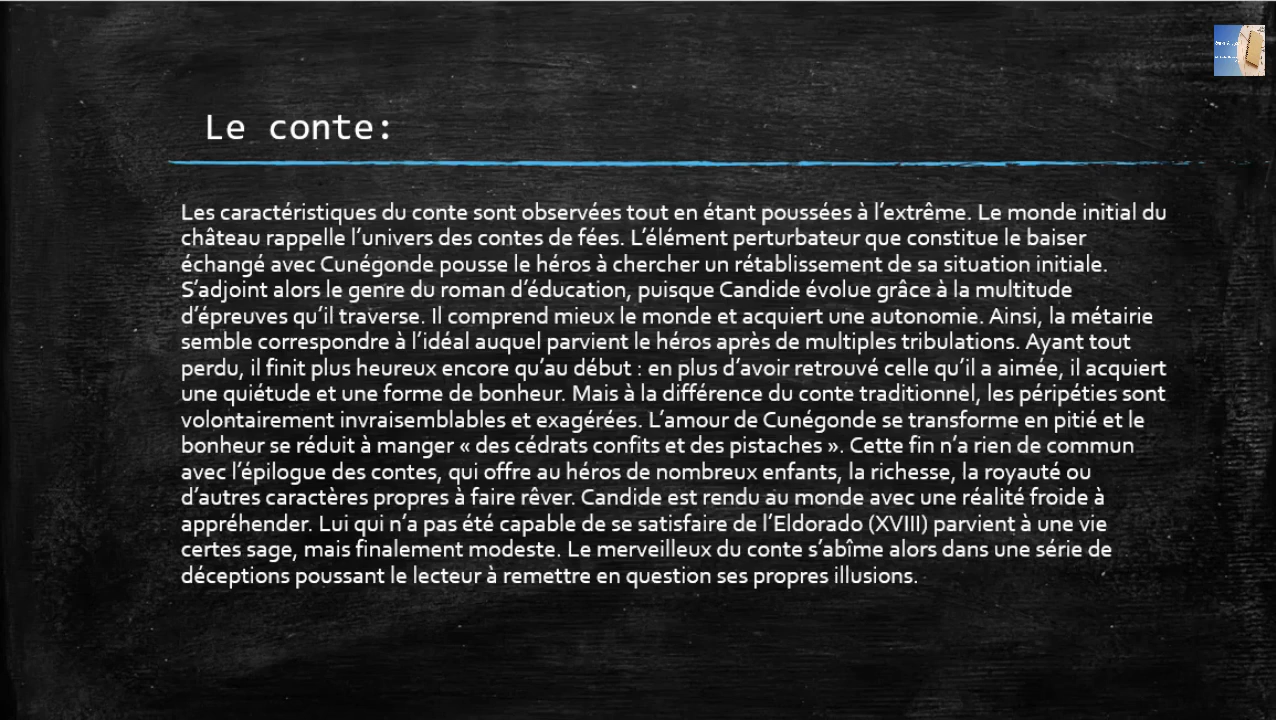 Le conte:
Les caractéristiques du conte sont observées tout en étant poussées à l’extrême. Le monde initial du
château rappelle l’univers des contes de fées. L’élément perturbateur que constitue le baiser
échangé avec Cunégonde pousse le héros à chercher un rétablissement de sa situation initiale.
S’adjoint alors le genre du roman d’éducation, puisque Candide évolue grâce à la multitude
d’épreuves qu’il traverse. Il comprend mieux le monde et acquiert une autonomie. Ainsi, la métairie
semble correspondre à l’idéal auquel parvient le héros après de multiples tribulations. Ayant tout
perdu, il finit plus heureux encore qu’au début : en plus d’avoir retrouvé celle qu’il a aimée, il acquiert
une quiétude et une forme de bonheur. Mais à la différence du conte traditionnel, les péripéties sont
volontairement invraisemblables et exagérées. L’amour de Cunégonde se transforme en pitié et le
bonheur se réduit à manger « des cédrats confits et des pistaches ». Cette fin n’a rien de commun
avec l’épilogue des contes, qui offre au héros de nombreux enfants, la richesse, la royauté ou
d’autres caractères propres à faire rêver. Candide est rendu au monde avec une réalité froide à
appréhender. Lui qui n’a pas été capable de se satisfaire de l’Eldorado (XVIII) parvient à une vie
certes sage, mais finalement modeste. Le merveilleux du conte s’abîme alors dans une série de
déceptions poussant le lecteur à remettre en question ses propres illusions.